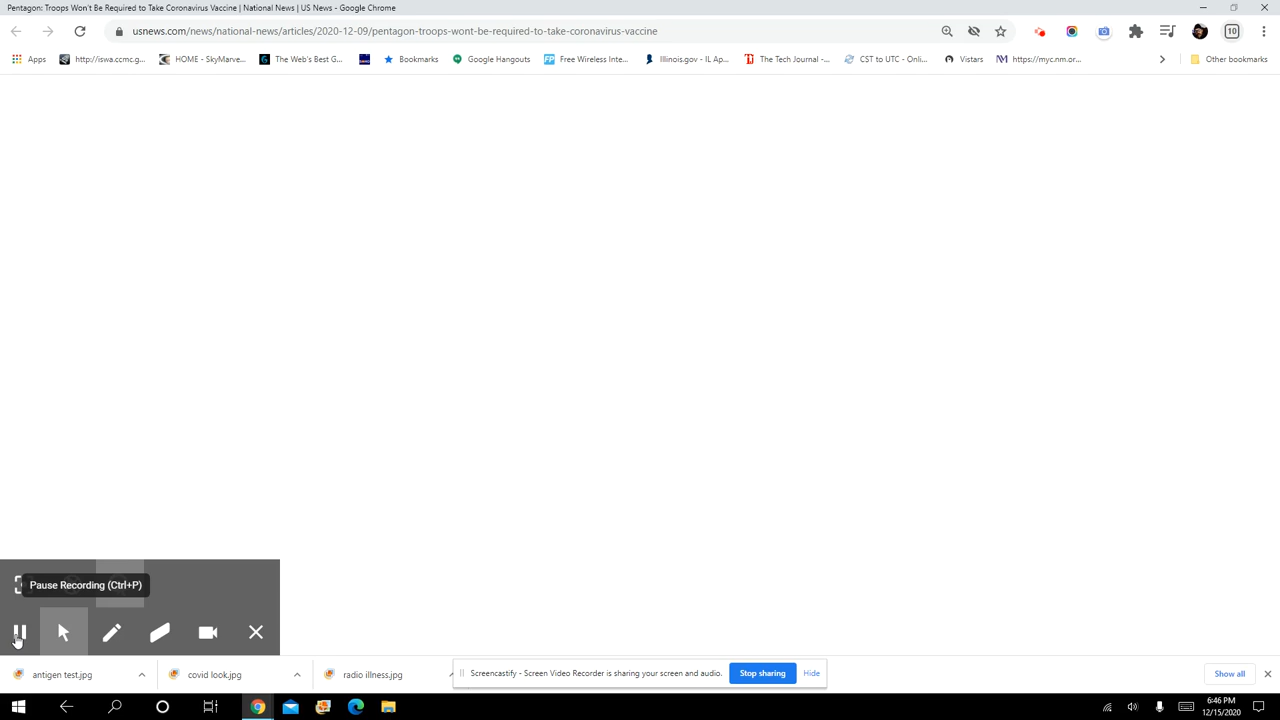 Pentagon: Troops Won't Be Required to Take Coronavirus Vaccine | National News | US News - Google Chrome
usnews.com/news/national-news/articles/2020-12-09/pentagon-troops-wont-be-required-to-take-coronavirus-vaccine
10
Apps http://iswa.ccmc.g... HOME - SkyMarve... The Web's Best G... Bookmarks Google Hangouts Free Wireless Inte... Illinois.gov - IL Ap... The Tech Journal -... CST to UTC - Onli... Vistars https://myc.nm.or... Other bookmarks
Pause Recording (Ctrl+P)
antigen test.jpg covid look.jpg radio illness.jpg Screencastify - Screen Video Recorder is sharing your screen and audio. Stop sharing Hide Show all
6:46 PM
12/15/2020